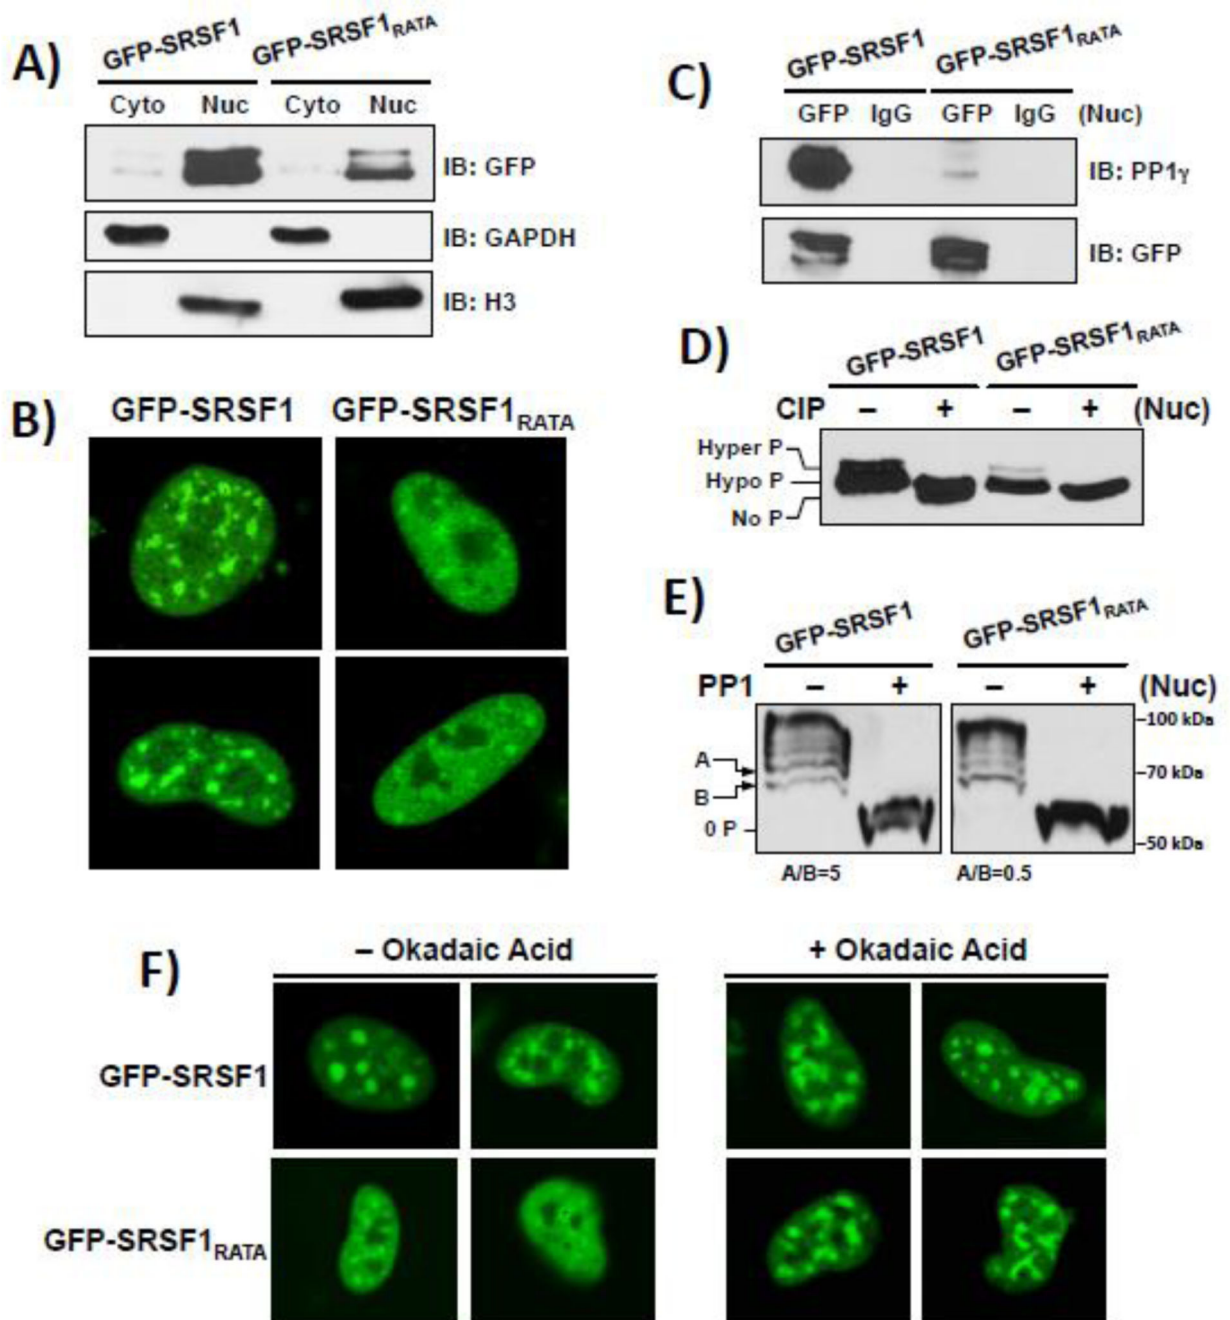 A)
GFP-SRSF1 GFP-SRSF1RATA
Cyto Nuc Cyto Nuc
IB: GFP
IB: GAPDH
IB: H3
B)
GFP-SRSF1 GFP-SRSF1RATA
C)
GFP-SRSF1 GFP-SRSF1RATA
GFP IgG GFP IgG (Nuc)
IB: PP1γ
IB: GFP
D)
GFP-SRSF1 GFP-SRSF1RATA
CIP – + – + (Nuc)
Hyper P
Hypo P
No P
E)
GFP-SRSF1 GFP-SRSF1RATA
PP1 – + – + (Nuc)
–100 kDa
A
–70 kDa
B
0 P
–50 kDa
A/B=5 A/B=0.5
F)
– Okadaic Acid + Okadaic Acid
GFP-SRSF1
GFP-SRSF1RATA